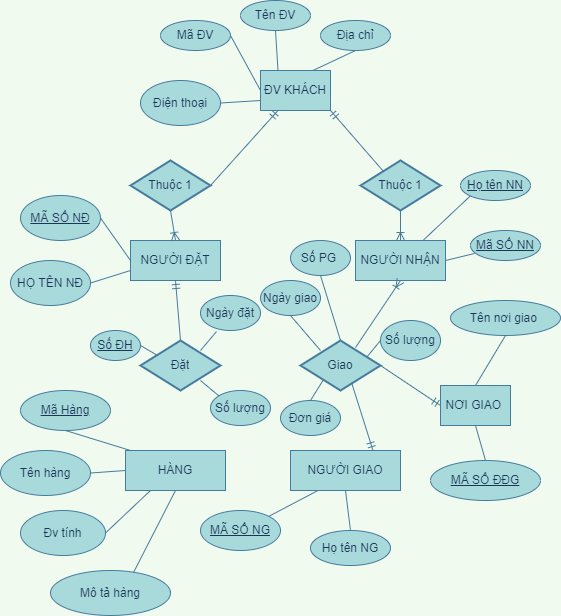 Tên ĐV
Mã ĐV
Địa chỉ
ĐV KHÁCH
Điện thoại
Thuộc 1
Thuộc 1
Họ tên NN
MÃ SỐ NĐ
Mã SỐ NN
NGƯỜI ĐẶT
Số PG
NGƯỜI NHẬN
HỌ TÊN NĐ
Ngày giao
Ngày đặt
Tên nơi giao
Số ĐH
Số lượng
Đặt
Giao
Số lượng
NƠI GIAO
Mã Hàng
Đơn giá
Tên hàng
HÀNG
NGƯỜI GIAO
MÃ SỐ ĐĐG
Đv tính
MÃ SỐ NG
Họ tên NG
Mô tả hàng